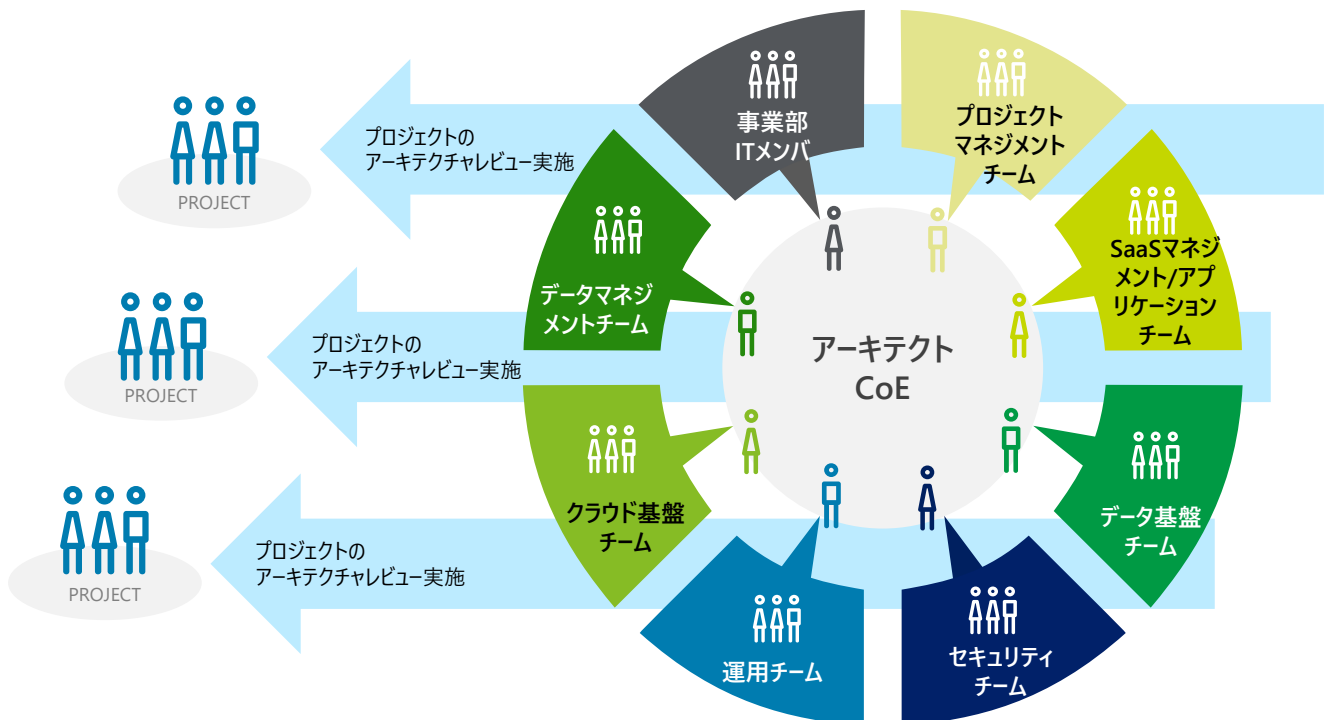 事業部
ITメンバ
プロジェクト
マネジメント
チーム
プロジェクトの
アーキテクチャレビュー実施
PROJECT
SaaSマネジ
メント/アプ
リケーション
チーム
データマネジ
メントチーム
アーキテクト
CoE
プロジェクトの
アーキテクチャレビュー実施
PROJECT
クラウド基盤
チーム
データ基盤
チーム
プロジェクトの
アーキテクチャレビュー実施
PROJECT
運用チーム
セキュリティ
チーム